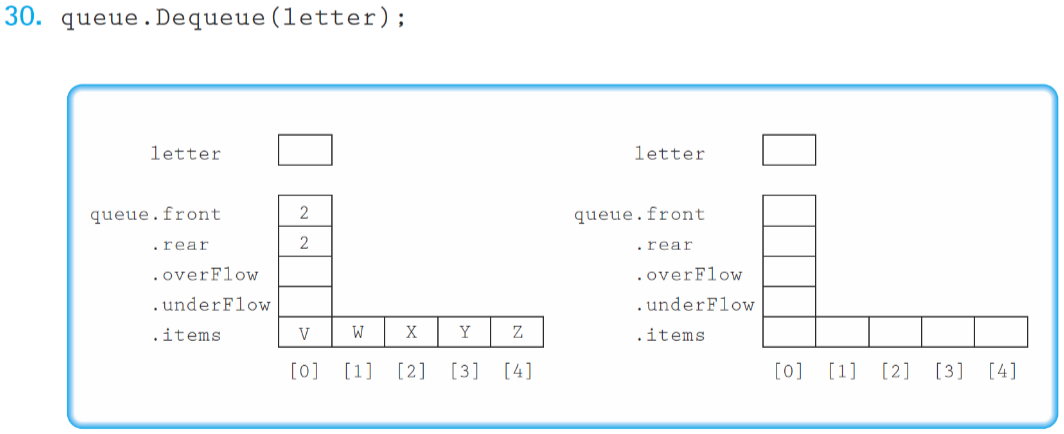 30. queue.Dequeue(letter);
letter letter
queue.front 2 queue.front
.rear 2 .rear
.overFlow .overFlow
.underFlow .underFlow
.items V W X Y Z .items
[0] [1] [2] [3] [4] [0] [1] [2] [3] [4]